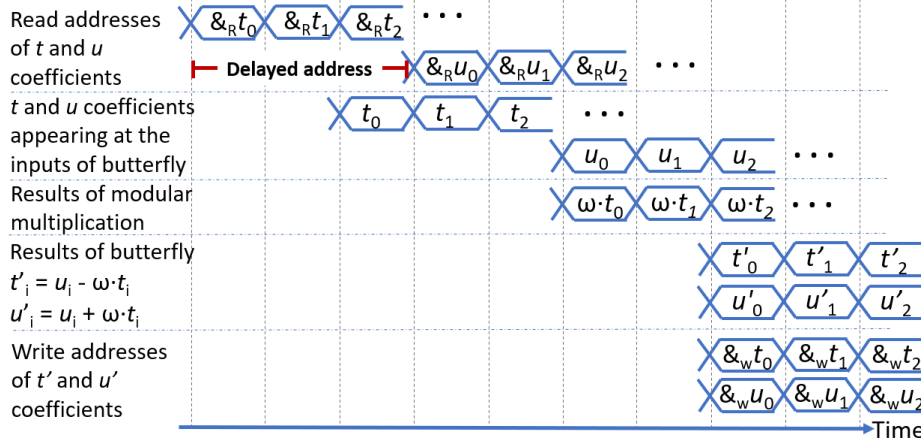 Read addresses
of t and u
coefficients
&Rt0 &Rt1 &Rt2 • • •
Delayed address
&Ru0 &Ru1 &Ru2 • • •
t and u coefficients
appearing at the
inputs of butterfly
t0 t1 t2 • • •
u0 u1 u2 • • •
Results of modular
multiplication
ω·t0 ω·t1 ω·t2 • • •
Results of butterfly
t'i = ui - ω·ti
u'i = ui + ω·ti
t'0 t'1 t'2
u'0 u'1 u'2
Write addresses
of t' and u'
coefficients
&wt0 &wt1 &wt2
&wu0 &wu1 &wu2
Time